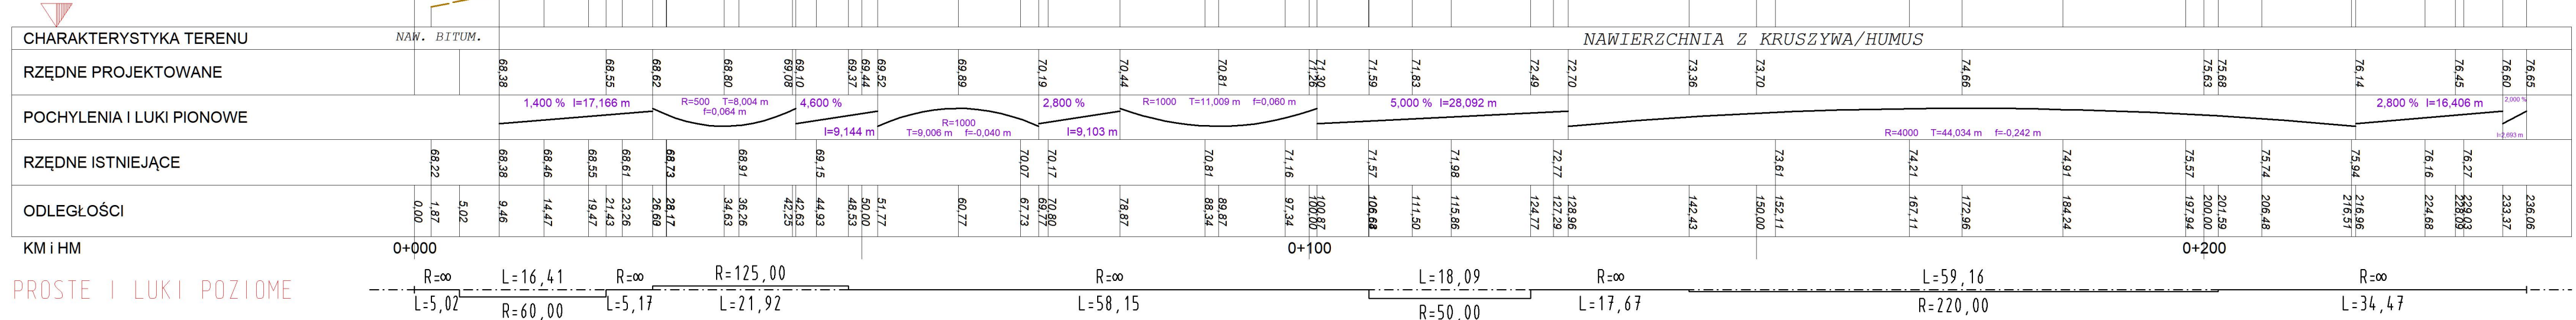 CHARAKTERYSTYKA TERENU NAW. BITUM. NAWIERZCHNIA Z KRUSZYWA/HUMUS
RZĘDNE PROJEKTOWANE 68,38 68,55 68,62 68,80 69,08 69,10 69,37 69,44 69,52 69,89 70,19 70,44 70,81 71,26 71,59 71,83 72,49 72,70 73,36 73,70 74,66 75,63 75,68 76,14 76,45 76,60 76,65
POCHYLENIA I LUKI PIONOWE
1,400 % l=17,166 m
R=500 T=8,004 m
f=0,064 m
4,600 %
l=9,144 m
R=1000
T=9,006 m f=-0,040 m
2,800 %
l=9,103 m
R=1000 T=11,009 m f=0,060 m
5,000 % l=28,092 m
R=4000 T=44,034 m f=-0,242 m
2,800 % l=16,406 m
2,000 %
l=2,693 m
RZĘDNE ISTNIEJĄCE 68,22 68,38 68,46 68,55 68,61 68,73 68,91 69,15 70,07 70,17 70,81 71,16 71,57 71,98 72,77 73,61 74,21 74,91 75,57 75,74 75,94 76,16 76,27
ODLEGŁOŚCI 0,00 1,87 5,02 9,46 14,47 19,47 21,43 23,26 26,60 28,17 34,63 36,26 42,25 42,63 44,93 48,53 50,00 51,77 60,77 67,73 69,77 70,80 78,87 88,34 89,87 97,34 100,00 100,87 111,50 115,86 124,77 127,29 128,96 142,43 150,00 152,11 167,11 172,96 184,24 197,94 200,00 201,59 206,48 216,51 216,96 224,68 229,03 233,37 236,06
KM i HM 0+000 0+100 0+200
PROSTE I LUKI POZIOME
R=∞ L=16,41 R=∞ R=125,00 R=∞ L=18,09 R=∞ L=59,16 R=∞
L=5,02 R=60,00 L=5,17 L=21,92 L=58,15 R=50,00 L=17,67 R=220,00 L=34,47